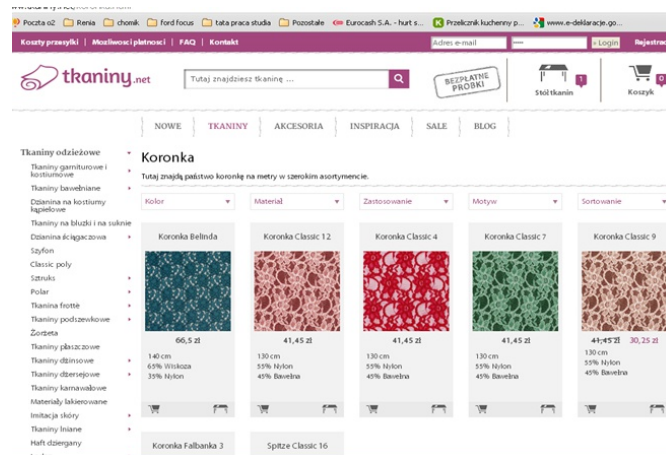 Poczta o2 Renia chomik ford focus tata praca studia Pozostałe Eurocash S.A. - hurt s... Przelicznik kuchenny p... www.e-deklaracje.go...
Koszty przesyłki | Możliwosci płatnosci | FAQ | Kontakt Adres e-mail » Login Rejestrac
tkaniny.net Tutaj znajdziesz tkaninę ... BEZPŁATNE PROBKI Stół tkanin 1 Koszyk 0
NOWE TKANINY AKCESORIA INSPIRACJA SALE BLOG
Tkaniny odzieżowe
Tkaniny garniturowe i kostiumowe
Tkaniny bawełniane
Dzianina na kostiumy kąpielowe
Tkaniny na bluzki i na suknie
Dzianina ściągaczowa
Szyfon
Classic poly
Sztruks
Polar
Tkanina frotté
Tkaniny podszewkowe
Żorżeta
Tkaniny płaszczowe
Tkaniny dżinsowe
Tkaniny dżersejowe
Tkaniny karnawałowe
Materiały lakierowane
Imitacja skóry
Tkaniny lniane
Haft dziergany
Koronka
Tutaj znajdą państwo koronkę na metry w szerokim asortymencie.
Kolor Materiał Zastosowanie Motyw Sortowanie
Koronka Belinda
66,5 zł
140 cm
65% Wiskoza
35% Nylon
Koronka Classic 12
41,45 zł
130 cm
55% Nylon
45% Bawełna
Koronka Classic 4
41,45 zł
130 cm
55% Nylon
45% Bawełna
Koronka Classic 7
41,45 zł
130 cm
55% Nylon
45% Bawełna
Koronka Classic 9
41,45 zł 30,25 zł
130 cm
55% Nylon
45% Bawełna
Koronka Falbanka 3
Spitze Classic 16